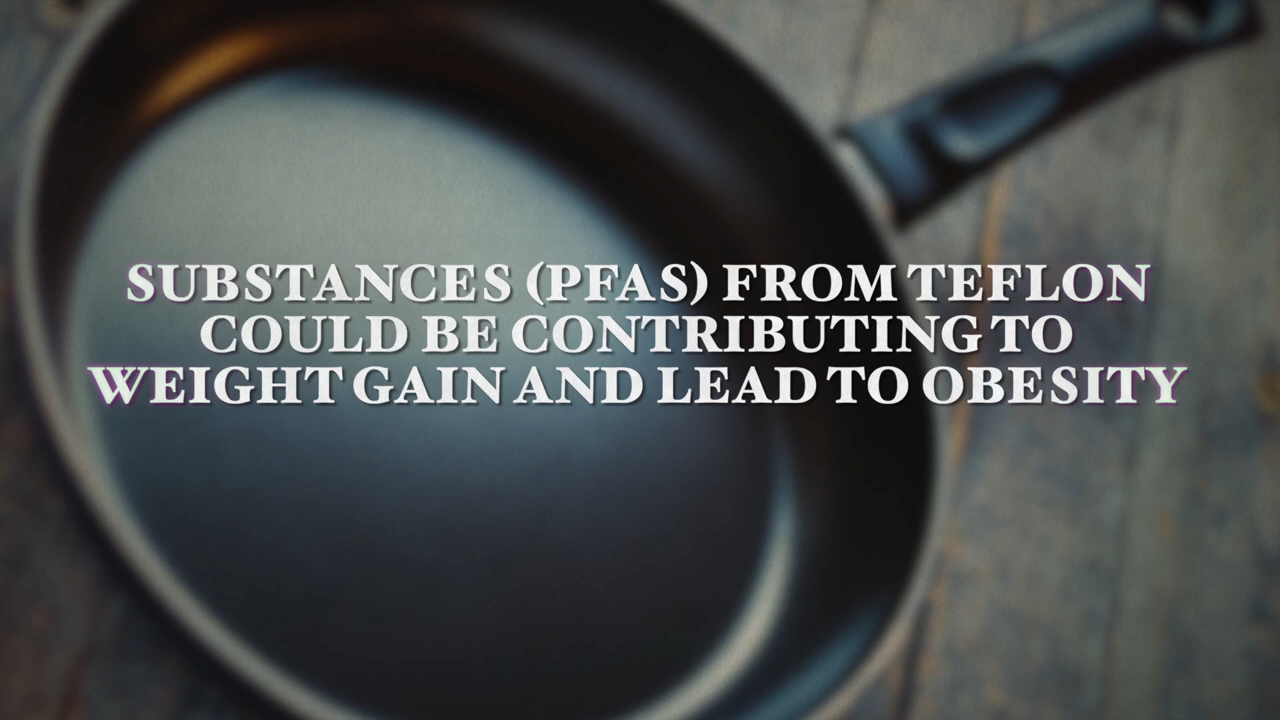 SUBSTANCES (PFAS) FROM TEFLON
COULD BE CONTRIBUTING TO
WEIGHT GAIN AND LEAD TO OBESITY